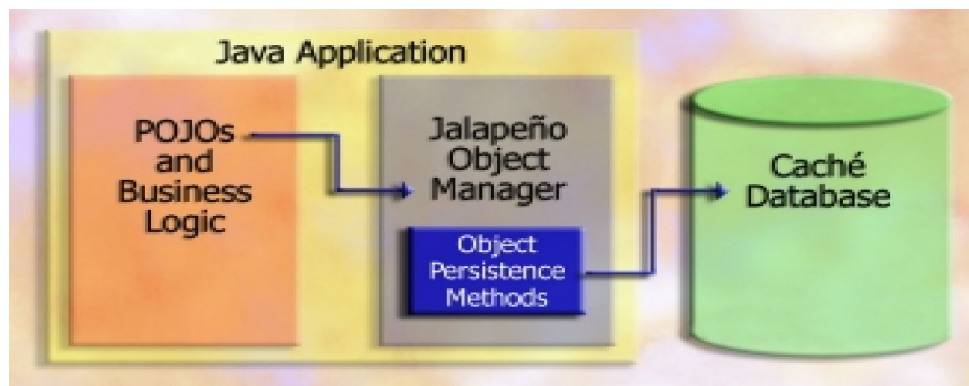 Java Application
POJOs
and
Business
Logic
Jalapeño
Object
Manager
Object
Persistence
Methods
Caché
Database